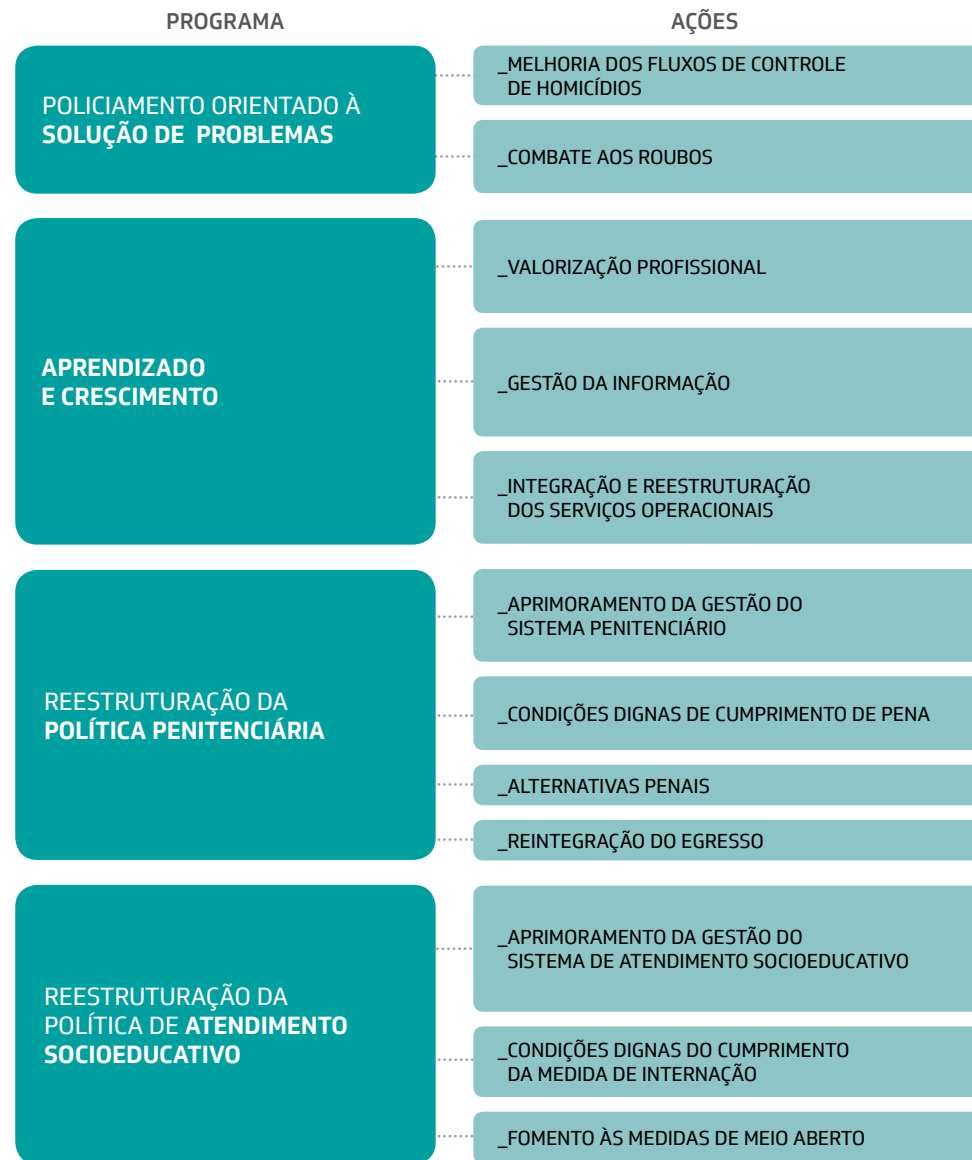 PROGRAMA
AÇÕES
POLICIAMENTO ORIENTADO À
SOLUÇÃO DE PROBLEMAS
_MELHORIA DOS FLUXOS DE CONTROLE
DE HOMICÍDIOS
_COMBATE AOS ROUBOS
APRENDIZADO
E CRESCIMENTO
_VALORIZAÇÃO PROFISSIONAL
_GESTÃO DA INFORMAÇÃO
_INTEGRAÇÃO E REESTRUTURAÇÃO
DOS SERVIÇOS OPERACIONAIS
REESTRUTURAÇÃO DA
POLÍTICA PENITENCIÁRIA
_APRIMORAMENTO DA GESTÃO DO
SISTEMA PENITENCIÁRIO
_CONDIÇÕES DIGNAS DE CUMPRIMENTO DE PENA
_ALTERNATIVAS PENAIS
_REINTEGRAÇÃO DO EGRESSO
REESTRUTURAÇÃO DA
POLÍTICA DE ATENDIMENTO
SOCIOEDUCATIVO
_APRIMORAMENTO DA GESTÃO DO
SISTEMA DE ATENDIMENTO SOCIOEDUCATIVO
_CONDIÇÕES DIGNAS DO CUMPRIMENTO
DA MEDIDA DE INTERNAÇÃO
_FOMENTO ÀS MEDIDAS DE MEIO ABERTO